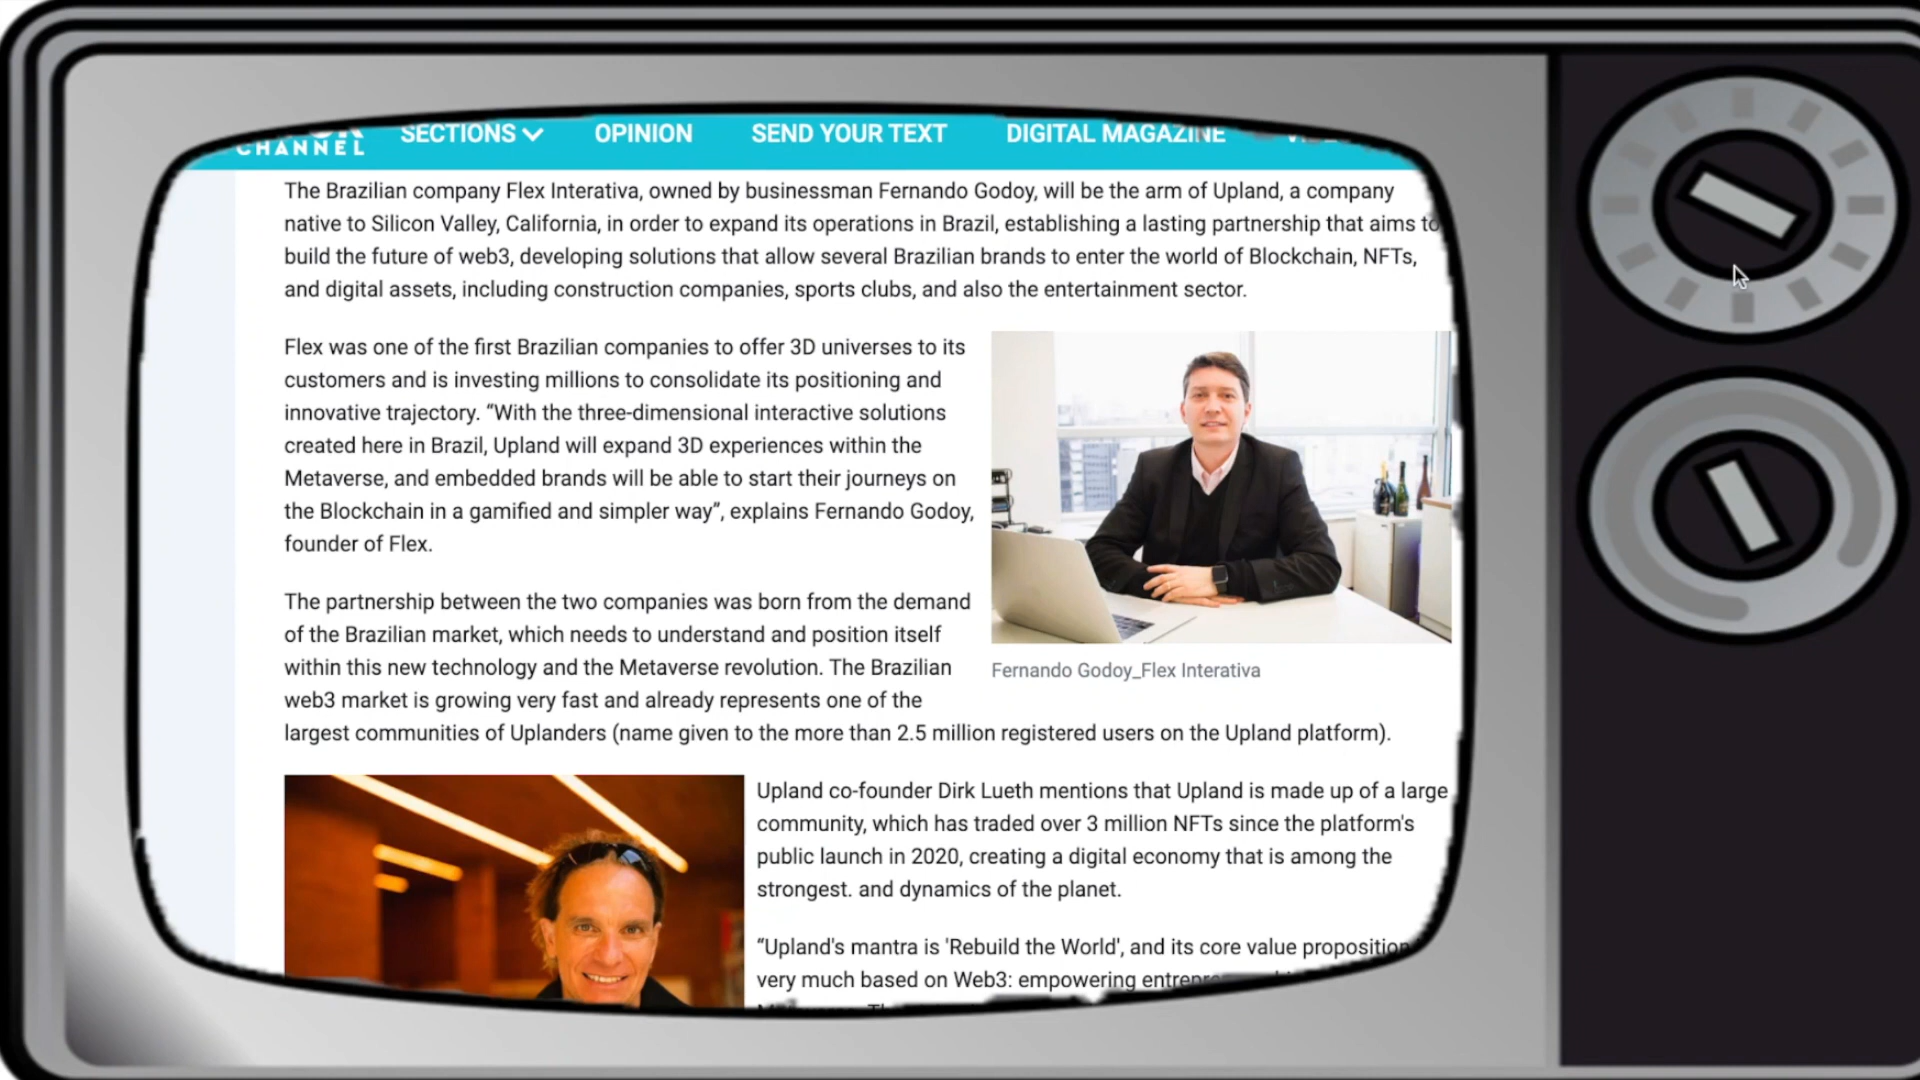 CHANNEL
SECTIONS
OPINION
SEND YOUR TEXT
DIGITAL MAGAZINE
The Brazilian company Flex Interativa, owned by businessman Fernando Godoy, will be the arm of Upland, a company
native to Silicon Valley, California, in order to expand its operations in Brazil, establishing a lasting partnership that aims to
build the future of web3, developing solutions that allow several Brazilian brands to enter the world of Blockchain, NFTs,
and digital assets, including construction companies, sports clubs, and also the entertainment sector.
Flex was one of the first Brazilian companies to offer 3D universes to its
customers and is investing millions to consolidate its positioning and
innovative trajectory. “With the three-dimensional interactive solutions
created here in Brazil, Upland will expand 3D experiences within the
Metaverse, and embedded brands will be able to start their journeys on
the Blockchain in a gamified and simpler way”, explains Fernando Godoy,
founder of Flex.
Fernando Godoy_Flex Interativa
The partnership between the two companies was born from the demand
of the Brazilian market, which needs to understand and position itself
within this new technology and the Metaverse revolution. The Brazilian
web3 market is growing very fast and already represents one of the
largest communities of Uplanders (name given to the more than 2.5 million registered users on the Upland platform).
Upland co-founder Dirk Lueth mentions that Upland is made up of a large
community, which has traded over 3 million NFTs since the platform's
public launch in 2020, creating a digital economy that is among the
strongest. and dynamics of the planet.
“Upland's mantra is 'Rebuild the World', and its core value proposition
very much based on Web3: empowering